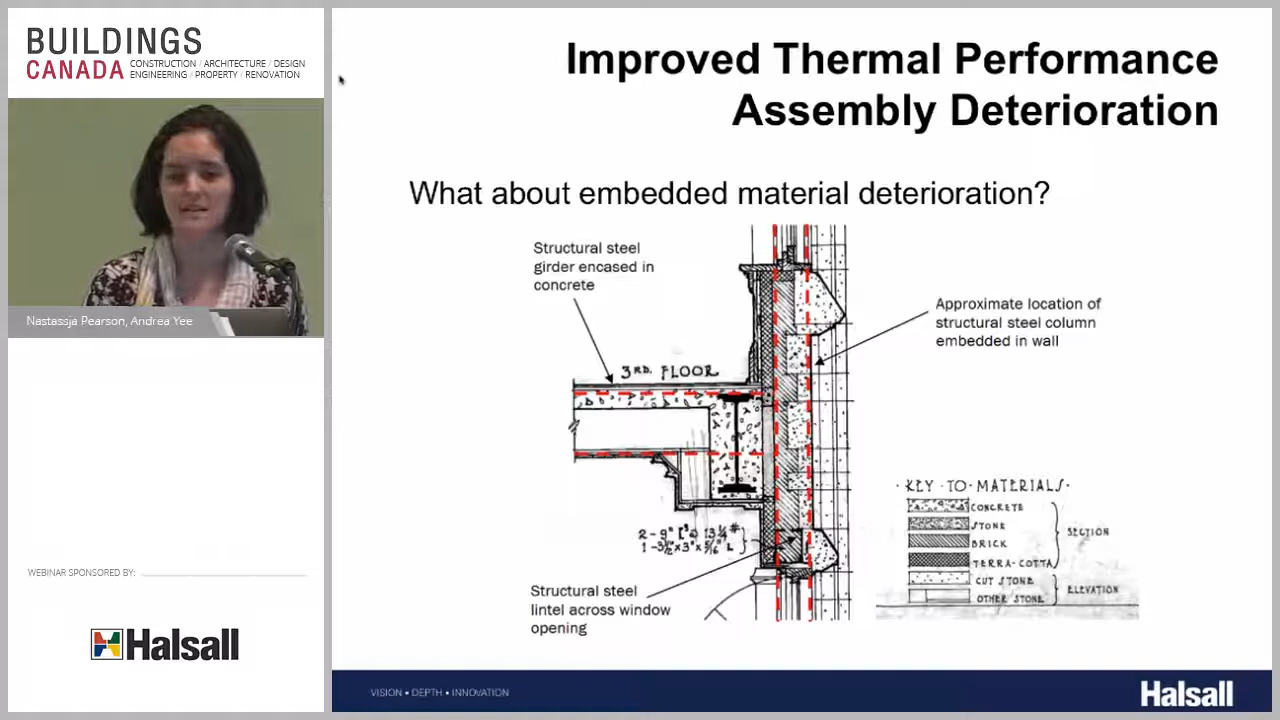 BUILDINGS
CANADA CONSTRUCTION / ARCHITECTURE / DESIGN
ENGINEERING / PROPERTY / RENOVATION
Nastassja Pearson, Andrea Yee
WEBINAR SPONSORED BY:
Halsall
Improved Thermal Performance
Assembly Deterioration
What about embedded material deterioration?
Structural steel
girder encased in
concrete
Approximate location of
structural steel column
embedded in wall
3RD. FLOOR
Structural steel
lintel across window
opening
· KEY · TO · MATERIALS ·
CONCRETE
STONE
BRICK
TERRA-COTTA
SECTION
CUT STONE
OTHER STONE
ELEVATION
VISION • DEPTH • INNOVATION
Halsall